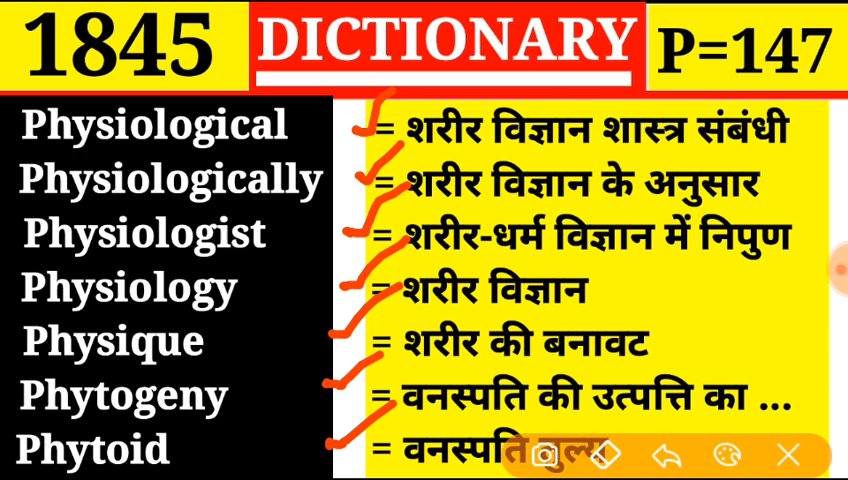 1845 DICTIONARY P=147
Physiological = शरीर विज्ञान शास्त्र संबंधी
Physiologically = शरीर विज्ञान के अनुसार
Physiologist = शरीर-धर्म विज्ञान में निपुण
Physiology = शरीर विज्ञान
Physique = शरीर की बनावट
Phytogeny = वनस्पति की उत्पत्ति का ...
Phytoid = वनस्पति तुल्य